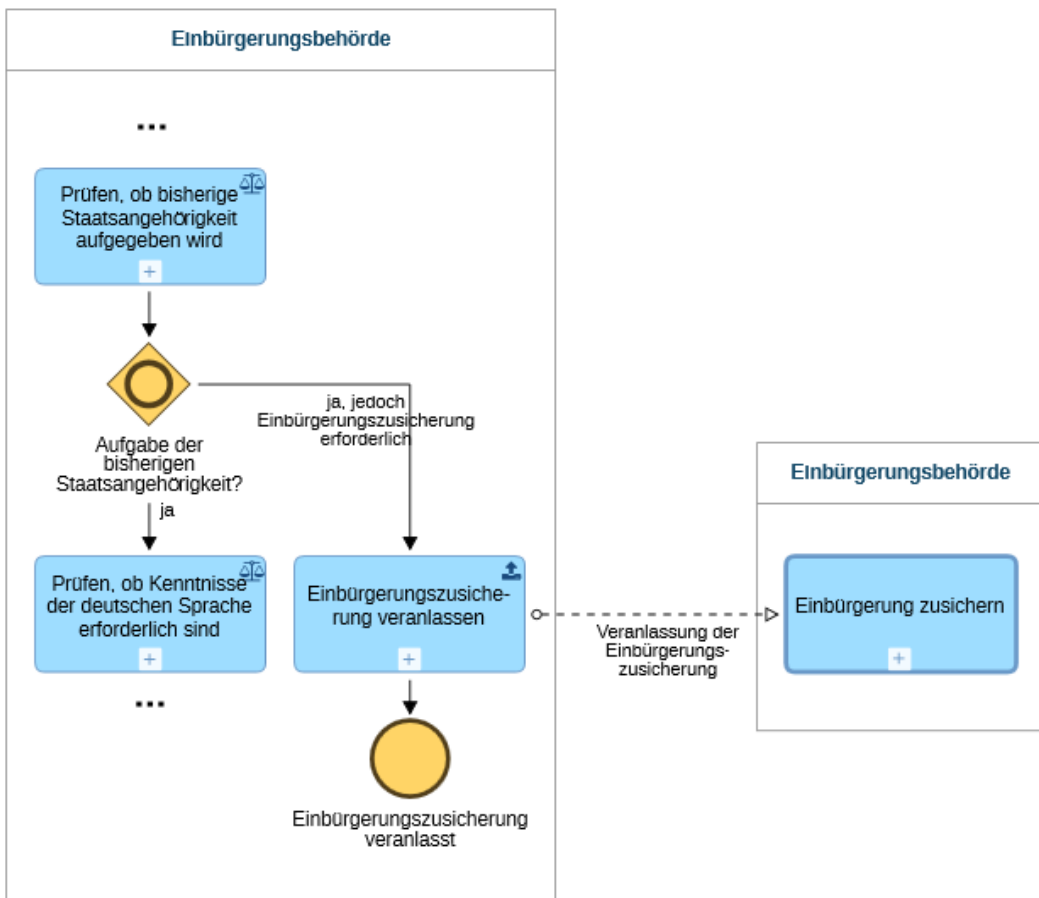 Einbürgerungsbehörde
...
Prüfen, ob bisherige
Staatsangehörigkeit
aufgegeben wird
ja, jedoch
Einbürgerungszusicherung
erforderlich
Aufgabe der
bisherigen
Staatsangehörigkeit?
ja
Prüfen, ob Kenntnisse
der deutschen Sprache
erforderlich sind
...
Einbürgerungszusiche-
rung veranlassen
Einbürgerungszusicherung
veranlasst
Veranlassung der
Einbürgerungs-
zusicherung
Einbürgerungsbehörde
Einbürgerung zusichern